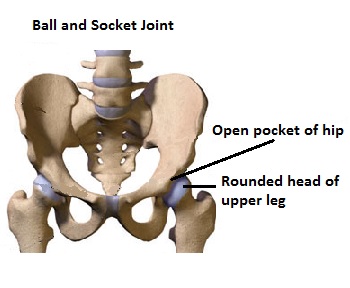 Ball and Socket Joint
Open pocket of hip
Rounded head of
upper leg